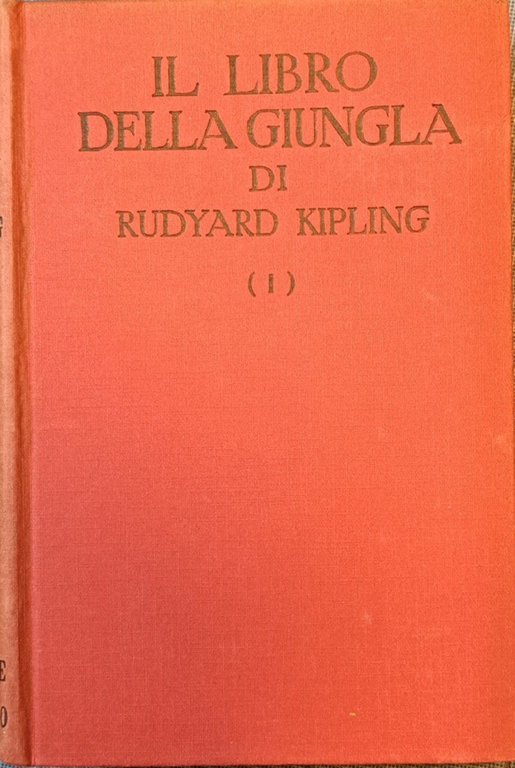 IL LIBRO
DELLA GIUNGLA
DI
RUDYARD KIPLING
( I )